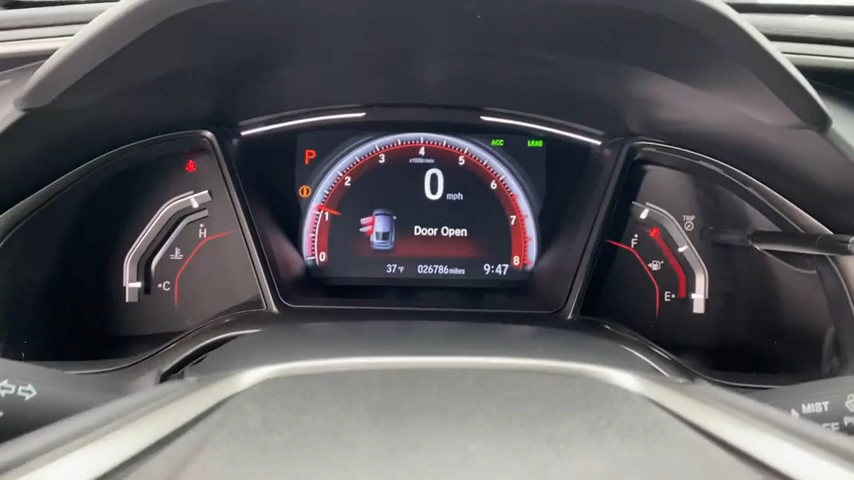 P
ACC LKAS
x1000r/min
0 1 2 3 4 5 6 7 8
0 mph
Door Open
37°F 026786 miles 9:47
H
C
TRIP
F
E
MIST